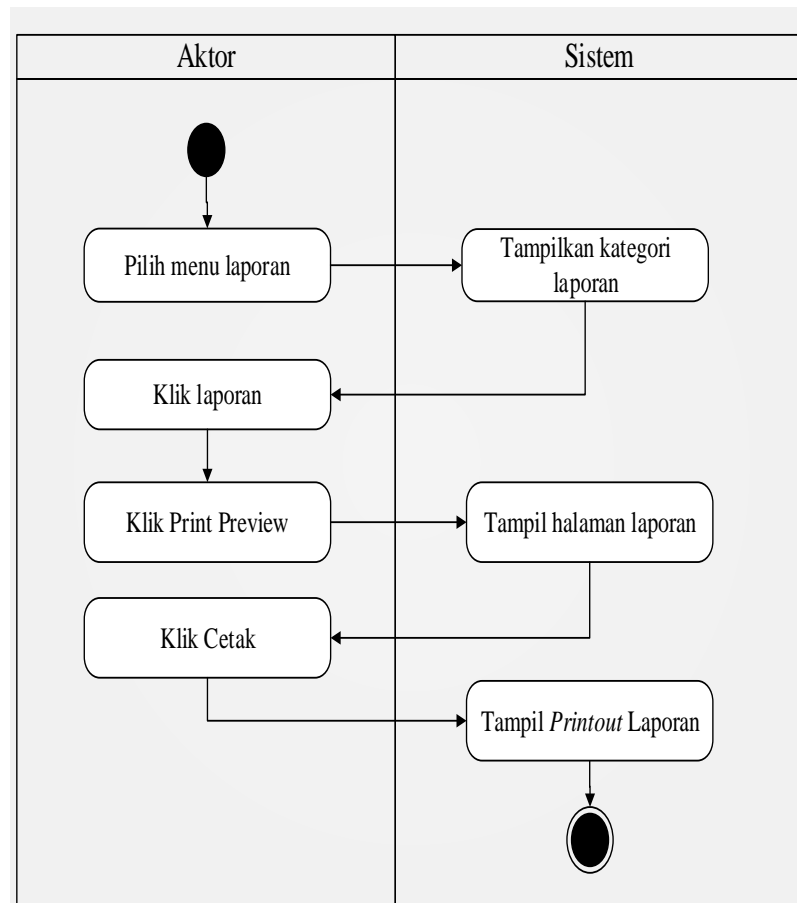 Aktor
Sistem
Pilih menu laporan
Tampilkan kategori
laporan
Klik laporan
Klik Print Preview
Tampil halaman laporan
Klik Cetak
Tampil Printout Laporan